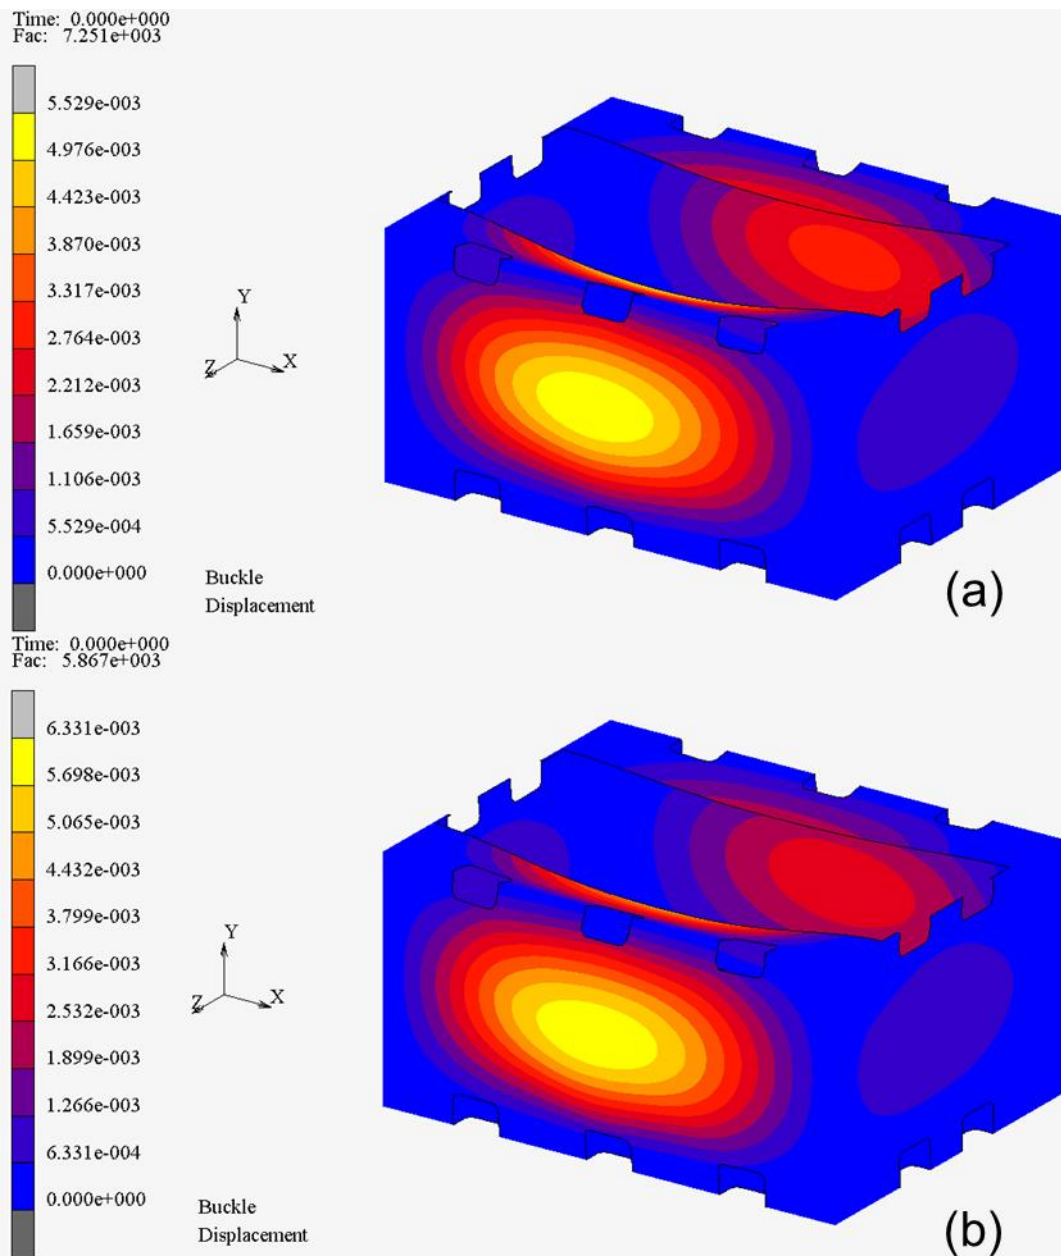 Time: 0.000e+000
Fac: 7.251e+003
5.529e-003
4.976e-003
4.423e-003
3.870e-003
3.317e-003
2.764e-003
2.212e-003
1.659e-003
1.106e-003
5.529e-004
0.000e+000
Y
Z X
Buckle
Displacement
(a)
Time: 0.000e+000
Fac: 5.867e+003
6.331e-003
5.698e-003
5.065e-003
4.432e-003
3.799e-003
3.166e-003
2.532e-003
1.899e-003
1.266e-003
6.331e-004
0.000e+000
Y
Z X
Buckle
Displacement
(b)